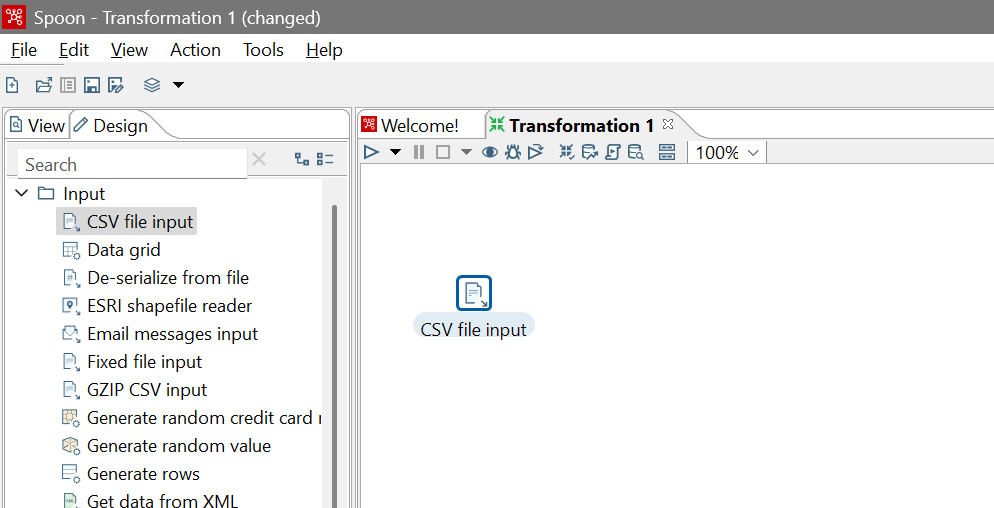 Spoon - Transformation 1 (changed)
File Edit View Action Tools Help
View Design
Welcome! Transformation 1
Search
100%
Input
CSV file input
Data grid
De-serialize from file
ESRI shapefile reader
Email messages input
Fixed file input
GZIP CSV input
Generate random credit card
Generate random value
Generate rows
Get data from XML
CSV file input